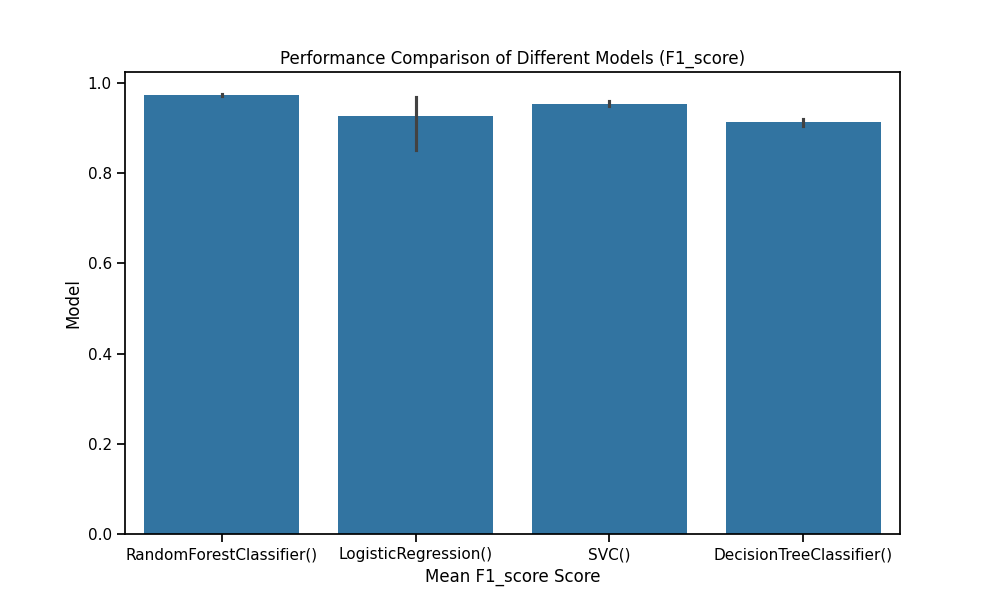 Performance Comparison of Different Models (F1_score)
1.0
0.8
0.6
0.4
0.2
0.0
Model
RandomForestClassifier()
LogisticRegression()
SVC()
DecisionTreeClassifier()
Mean F1_score Score